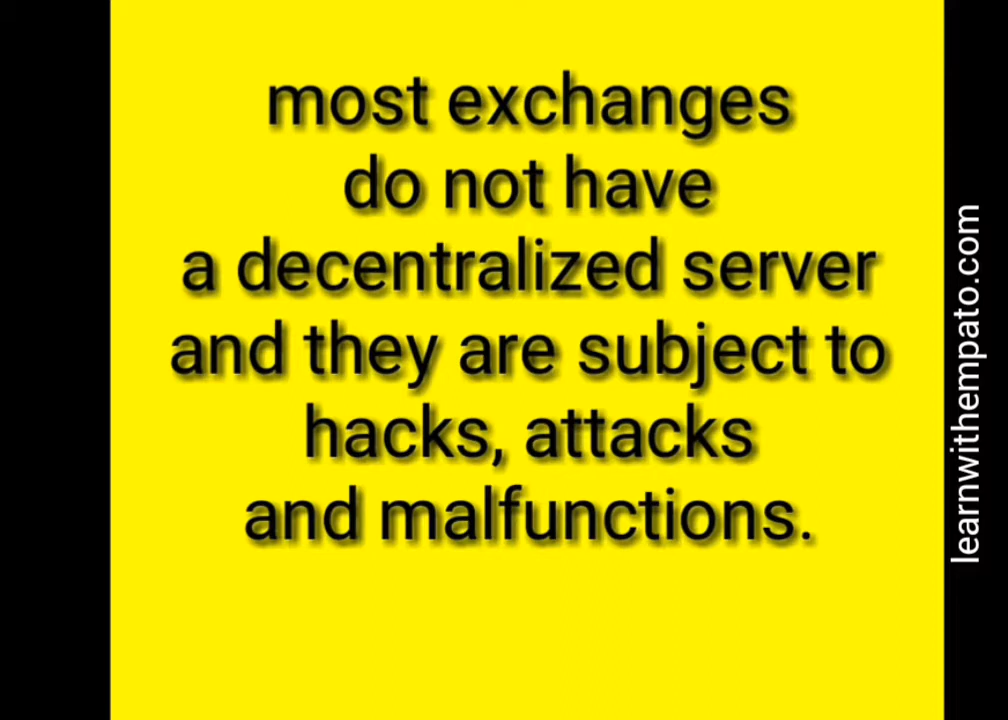 most exchanges
do not have
a decentralized server
and they are subject to
hacks, attacks
and malfunctions.
learnwithempato.com